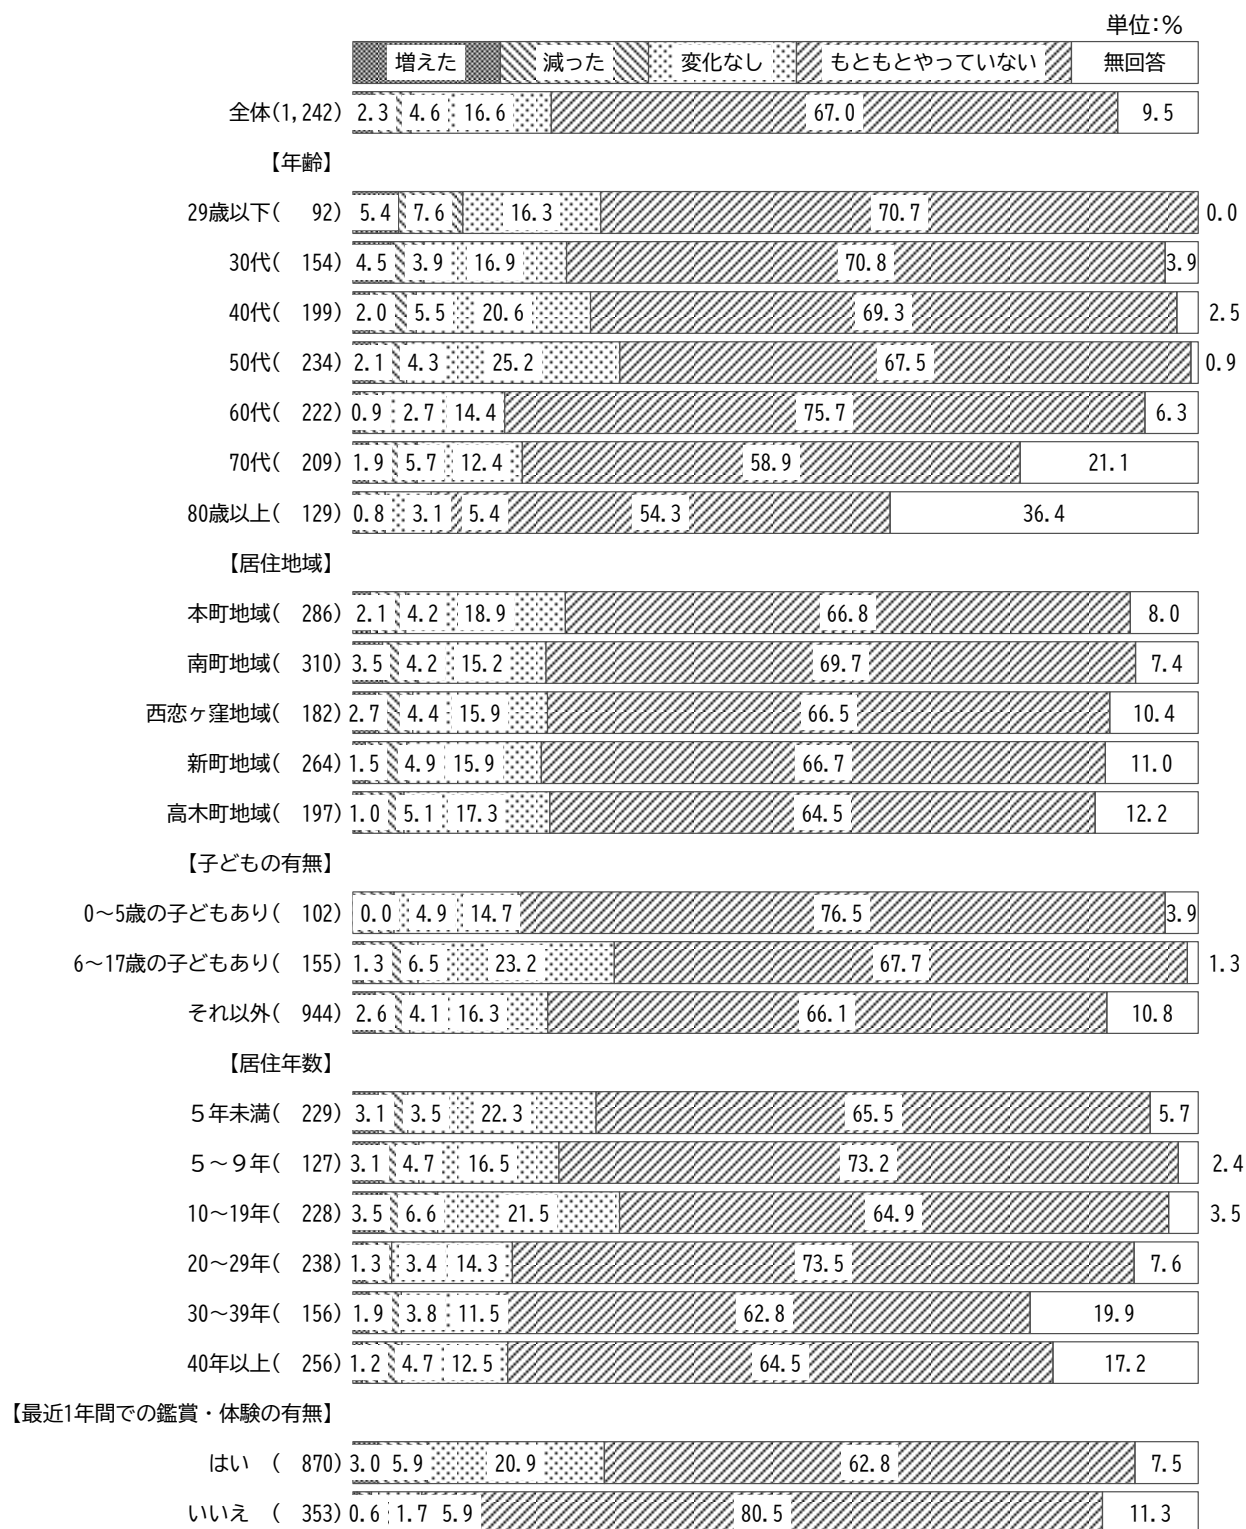 単位：％
増えた 減った 変化なし もともとやっていない 無回答
全体(1,242) 2.3 4.6 16.6 67.0 9.5
【年齢】
29歳以下( 92) 5.4 7.6 16.3 70.7 0.0
30代( 154) 4.5 3.9 16.9 70.8 3.9
40代( 199) 2.0 5.5 20.6 69.3 2.5
50代( 234) 2.1 4.3 25.2 67.5 0.9
60代( 222) 0.9 2.7 14.4 75.7 6.3
70代( 209) 1.9 5.7 12.4 58.9 21.1
80歳以上( 129) 0.8 3.1 5.4 54.3 36.4
【居住地域】
本町地域( 286) 2.1 4.2 18.9 66.8 8.0
南町地域( 310) 3.5 4.2 15.2 69.7 7.4
西恋ヶ窪地域( 182) 2.7 4.4 15.9 66.5 10.4
新町地域( 264) 1.5 4.9 15.9 66.7 11.0
高木町地域( 197) 1.0 5.1 17.3 64.5 12.2
【子どもの有無】
0～5歳の子どもあり( 102) 0.0 4.9 14.7 76.5 3.9
6～17歳の子どもあり( 155) 1.3 6.5 23.2 67.7 1.3
それ以外( 944) 2.6 4.1 16.3 66.1 10.8
【居住年数】
５年未満( 229) 3.1 3.5 22.3 65.5 5.7
５～９年( 127) 3.1 4.7 16.5 73.2 2.4
10～19年( 228) 3.5 6.6 21.5 64.9 3.5
20～29年( 238) 1.3 3.4 14.3 73.5 7.6
30～39年( 156) 1.9 3.8 11.5 62.8 19.9
40年以上( 256) 1.2 4.7 12.5 64.5 17.2
【最近1年間での鑑賞・体験の有無】
はい ( 870) 3.0 5.9 20.9 62.8 7.5
いいえ ( 353) 0.6 1.7 5.9 80.5 11.3